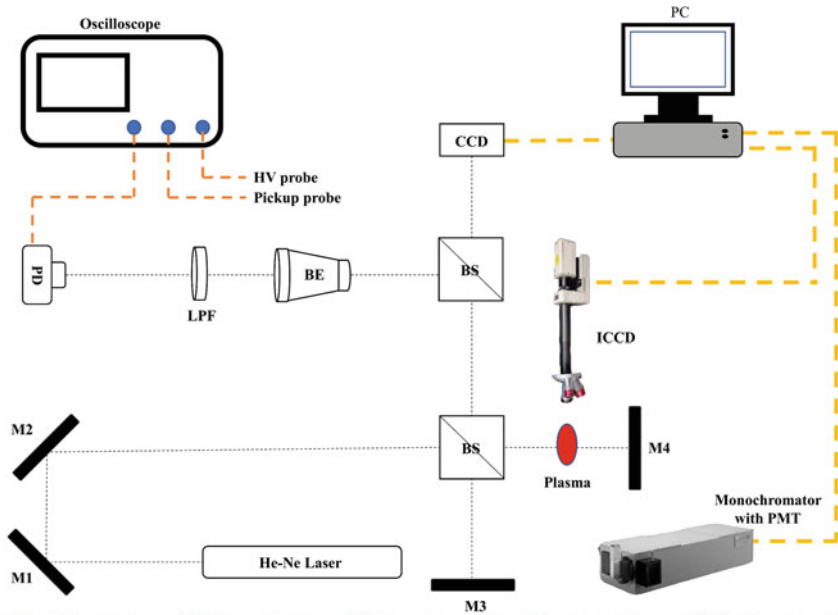 Oscilloscope
PC
CCD
HV probe
Pickup probe
PD
LPF
BE
BS
ICCD
M2
BS
Plasma
M4
Monochromator
with PMT
M1
He-Ne Laser
M3